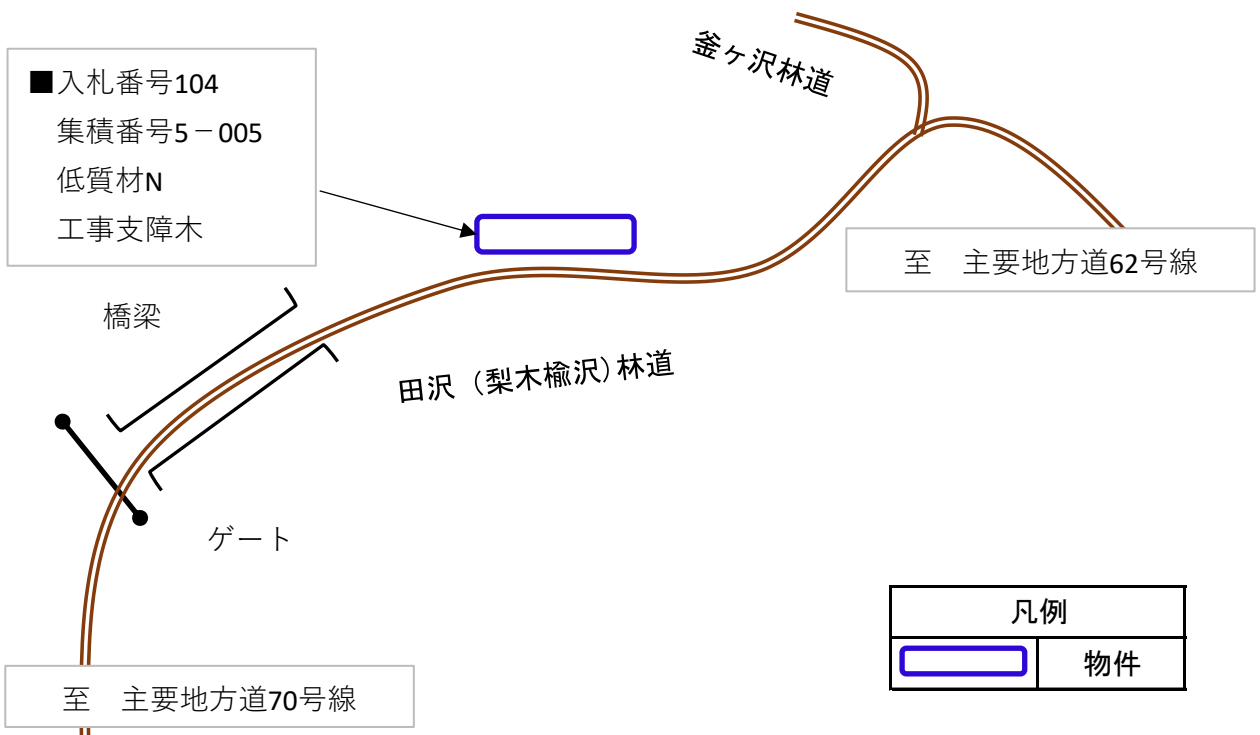 釜ヶ沢林道
■入札番号104
集積番号5－005
低質材N
工事支障木
至　主要地方道62号線
橋梁
田沢（梨木楡沢)林道
ゲート
凡例
物件
至　主要地方道70号線